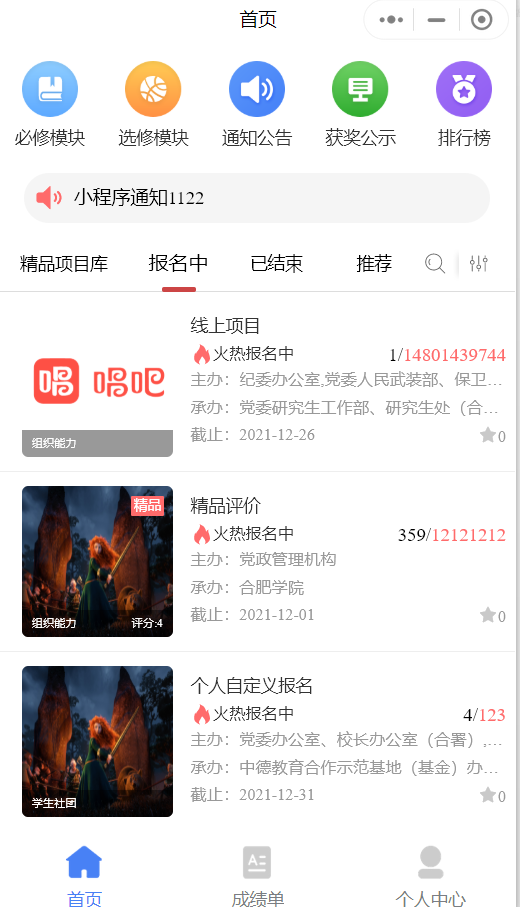 首页
必修模块 选修模块 通知公告 获奖公示 排行榜
小程序通知1122
精品项目库 报名中 已结束 推荐
线上项目
火热报名中 1/14801439744
主办：纪委办公室,党委人民武装部、保卫…
承办：党委研究生工作部、研究生处（合…
截止：2021-12-26 0
唱 唱吧
组织能力
精品
精品评价
火热报名中 359/12121212
主办：党政管理机构
承办：合肥学院
截止：2021-12-01 0
组织能力 评分:4
个人自定义报名
火热报名中 4/123
主办：党委办公室、校长办公室（合署）,…
承办：中德教育合作示范基地（基金）办…
截止：2021-12-31 0
学生社团
首页 成绩单 个人中心